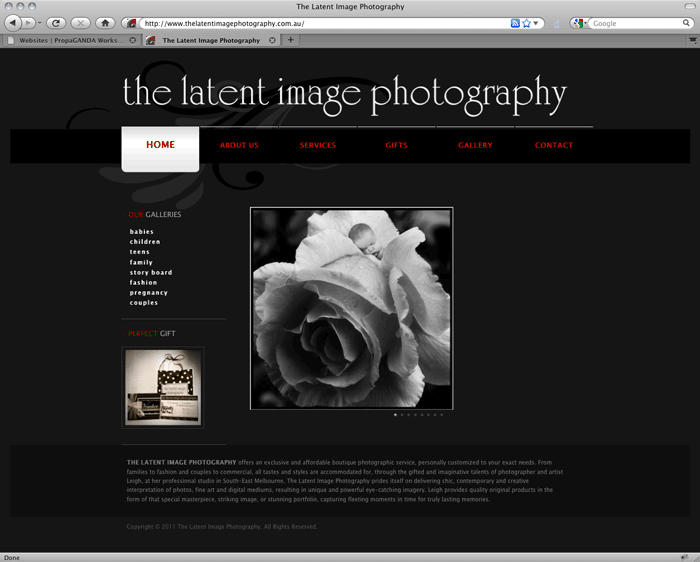 The Latent Image Photography
http://www.thelatentimagephotography.com.au/
Google
Websites | PropaGANDA Works...
The Latent Image Photography
the latent image photography
HOME
ABOUT US
SERVICES
GIFTS
GALLERY
CONTACT
OUR GALLERIES
babies
children
teens
family
story board
fashion
pregnancy
couples
PERFECT GIFT
THE LATENT IMAGE PHOTOGRAPHY offers an exclusive and affordable boutique photographic service, personally customized to your exact needs. From
families to fashion and couples to commercial, all tastes and styles are accommodated for, through the gifted and imaginative talents of photographer and artist
Leigh, at her professional studio in South-East Melbourne. The Latent Image Photography prides itself on delivering chic, contemporary and creative
interpretation of photos, fine art and digital mediums, resulting in unique and powerful eye-catching imagery. Leigh provides quality original products in the
form of that special masterpiece, striking image, or stunning portfolio, capturing fleeting moments in time for truly lasting memories.
Copyright © 2011 The Latent Image Photography. All Rights Reserved.
Done